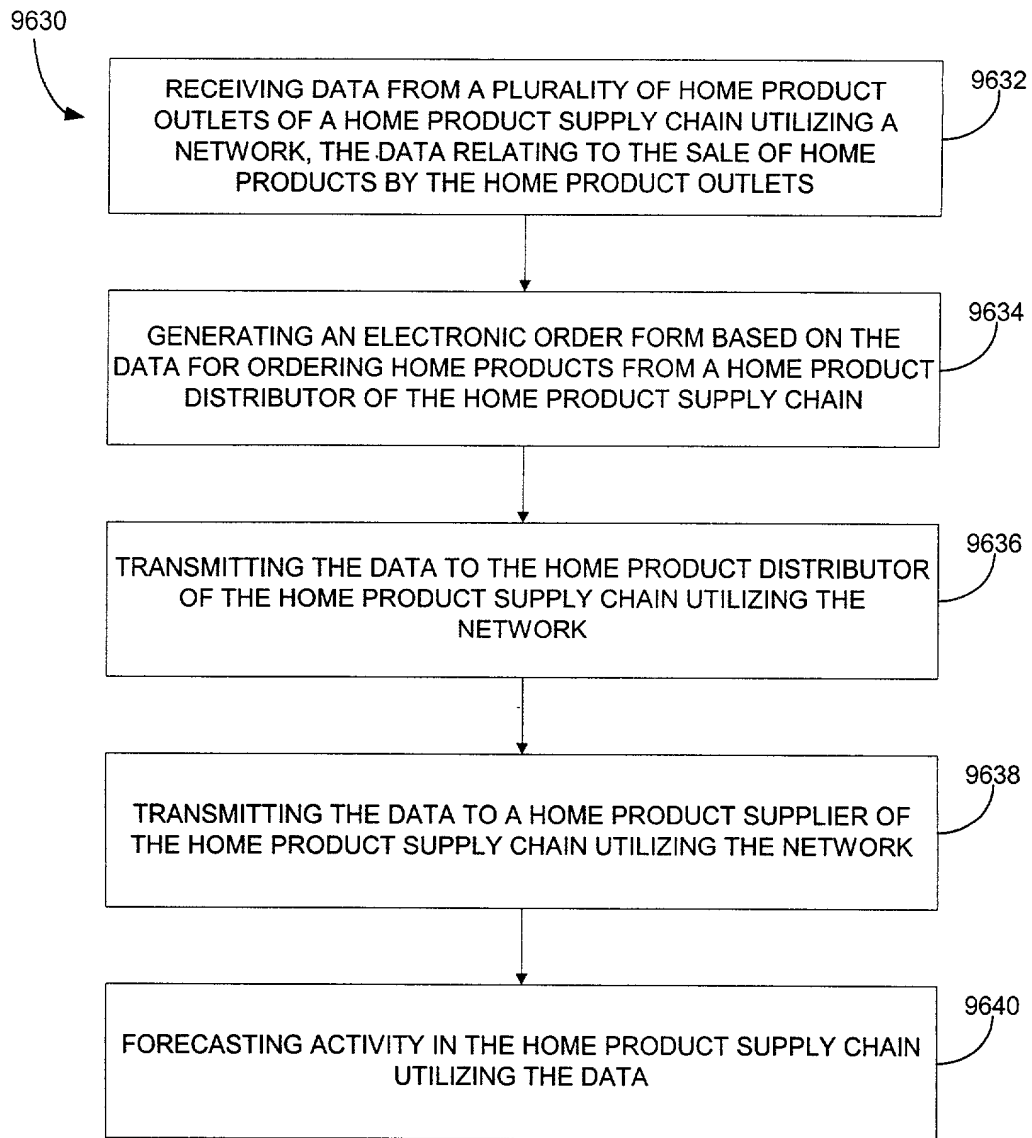 9630
RECEIVING DATA FROM A PLURALITY OF HOME PRODUCT
OUTLETS OF A HOME PRODUCT SUPPLY CHAIN UTILIZING A
NETWORK, THE DATA RELATING TO THE SALE OF HOME
PRODUCTS BY THE HOME PRODUCT OUTLETS
9632
GENERATING AN ELECTRONIC ORDER FORM BASED ON THE
DATA FOR ORDERING HOME PRODUCTS FROM A HOME PRODUCT
DISTRIBUTOR OF THE HOME PRODUCT SUPPLY CHAIN
9634
TRANSMITTING THE DATA TO THE HOME PRODUCT DISTRIBUTOR
OF THE HOME PRODUCT SUPPLY CHAIN UTILIZING THE
NETWORK
9636
TRANSMITTING THE DATA TO A HOME PRODUCT SUPPLIER OF
THE HOME PRODUCT SUPPLY CHAIN UTILIZING THE NETWORK
9638
FORECASTING ACTIVITY IN THE HOME PRODUCT SUPPLY CHAIN
UTILIZING THE DATA
9640